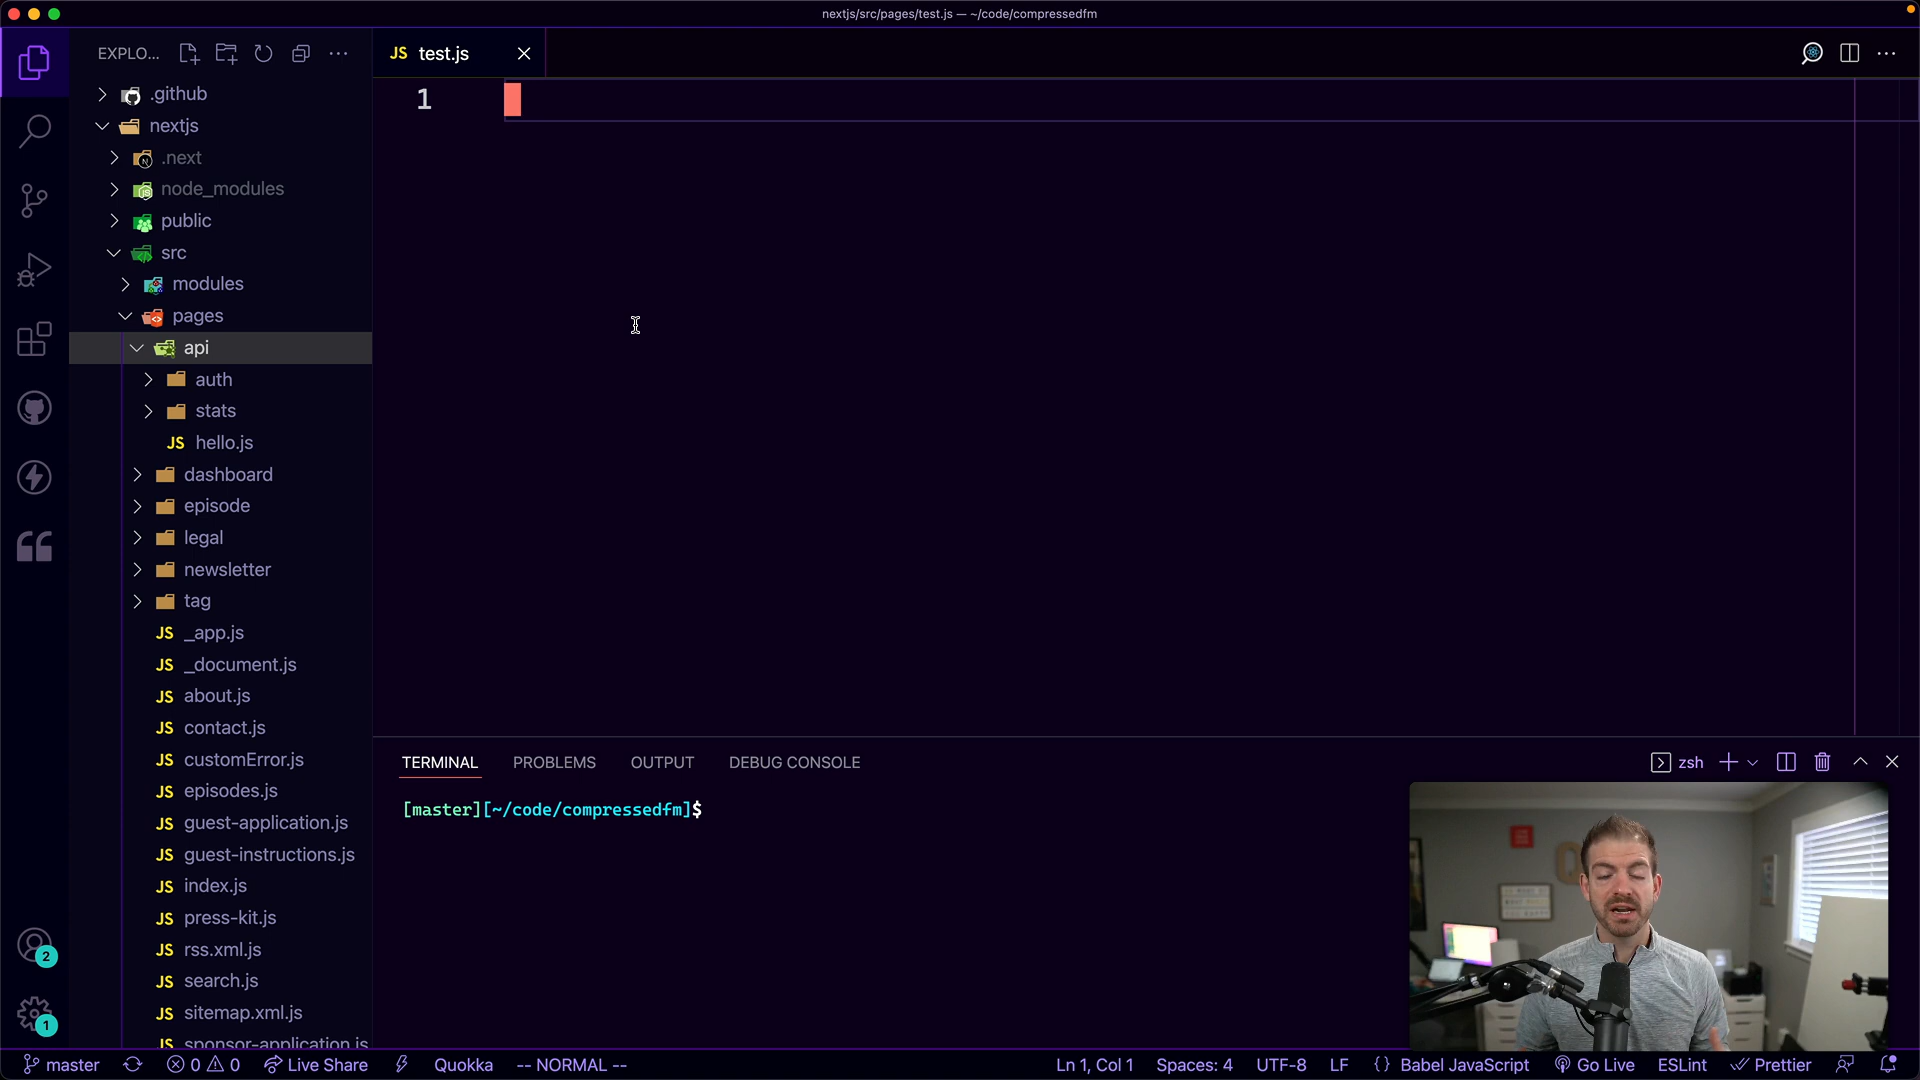 nextjs/src/pages/test.js — ~/code/compressedfm
EXPLO...
JS test.js
.github
nextjs
.next
node_modules
public
src
modules
pages
api
auth
stats
JS hello.js
dashboard
episode
legal
newsletter
tag
JS _app.js
JS _document.js
JS about.js
JS contact.js
JS customError.js
JS episodes.js
JS guest-application.js
JS guest-instructions.js
JS index.js
JS press-kit.js
JS rss.xml.js
JS search.js
JS sitemap.xml.js
JS sponsor-application.js
1
TERMINAL PROBLEMS OUTPUT DEBUG CONSOLE
zsh
[master][~/code/compressedfm]$
2
1
master 0 0 Live Share Quokka -- NORMAL -- Ln 1, Col 1 Spaces: 4 UTF-8 LF {} Babel JavaScript Go Live ESLint Prettier